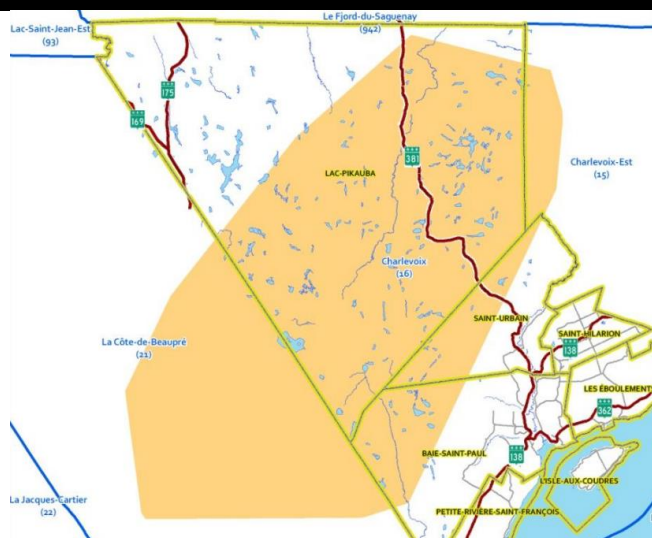 Le Fjord-du-Saguenay
(942)
Lac-Saint-Jean-Est
(93)
175
169
381
LAC-PIKAUBA
Charlevoix-Est
(15)
Charlevoix
(16)
SAINT-URBAIN
SAINT-HILARION
138
La Côte-de-Beaupré
(21)
LES ÉBOULEMENTS
362
BAIE-SAINT-PAUL
138
L'ISLE-AUX-COUDRES
La Jacques-Cartier
(22)
PETITE-RIVIÈRE-SAINT-FRANÇOIS